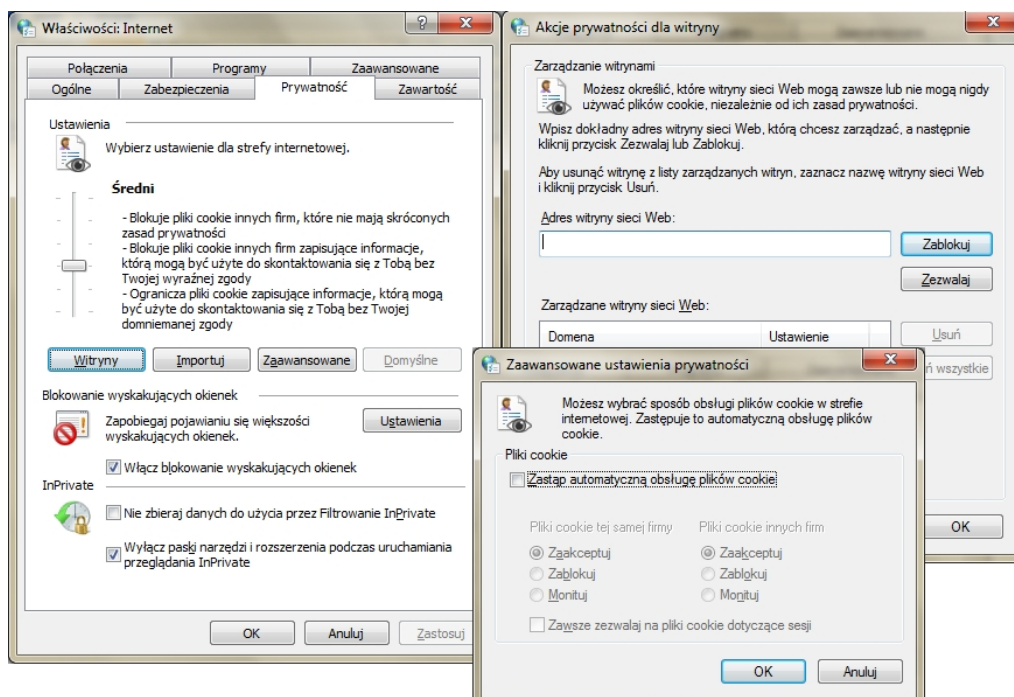 Właściwości: Internet
Połączenia
Programy
Zaawansowane
Ogólne
Zabezpieczenia
Prywatność
Zawartość
Ustawienia
Wybierz ustawienie dla strefy internetowej.
Średni
- Blokuje pliki cookie innych firm, które nie mają skróconych
zasad prywatności
- Blokuje pliki cookie innych firm zapisujące informacje,
którą mogą być użyte do skontaktowania się z Tobą bez
Twojej wyraźnej zgody
- Ogranicza pliki cookie zapisujące informacje, którą mogą
być użyte do skontaktowania się z Tobą bez Twojej
domniemanej zgody
Witryny
Importuj
Zaawansowane
Domyślne
Blokowanie wyskakujących okienek
Zapobiegaj pojawianiu się większości
wyskakujących okienek.
Ustawienia
Włącz blokowanie wyskakujących okienek
InPrivate
Nie zbieraj danych do użycia przez Filtrowanie InPrivate
Wyłącz paski narzędzi i rozszerzenia podczas uruchamiania
przeglądania InPrivate
OK
Anuluj
Zastosuj
Akcje prywatności dla witryny
Zarządzanie witrynami
Możesz określić, które witryny sieci Web mogą zawsze lub nie mogą nigdy
używać plików cookie, niezależnie od ich zasad prywatności.
Wpisz dokładny adres witryny sieci Web, którą chcesz zarządzać, a następnie
kliknij przycisk Zezwalaj lub Zablokuj.
Aby usunąć witrynę z listy zarządzanych witryn, zaznacz nazwę witryny sieci Web
i kliknij przycisk Usuń.
Adres witryny sieci Web:
Zablokuj
Zezwalaj
Zarządzane witryny sieci Web:
Domena
Ustawienie
Usuń
wszystkie
OK
Zaawansowane ustawienia prywatności
Możesz wybrać sposób obsługi plików cookie w strefie
internetowej. Zastępuje to automatyczną obsługę plików
cookie.
Pliki cookie
Zastąp automatyczną obsługę plików cookie
Pliki cookie tej samej firmy
Pliki cookie innych firm
Zaakceptuj
Zaakceptuj
Zablokuj
Zablokuj
Monituj
Monituj
Zawsze zezwalaj na pliki cookie dotyczące sesji
OK
Anuluj